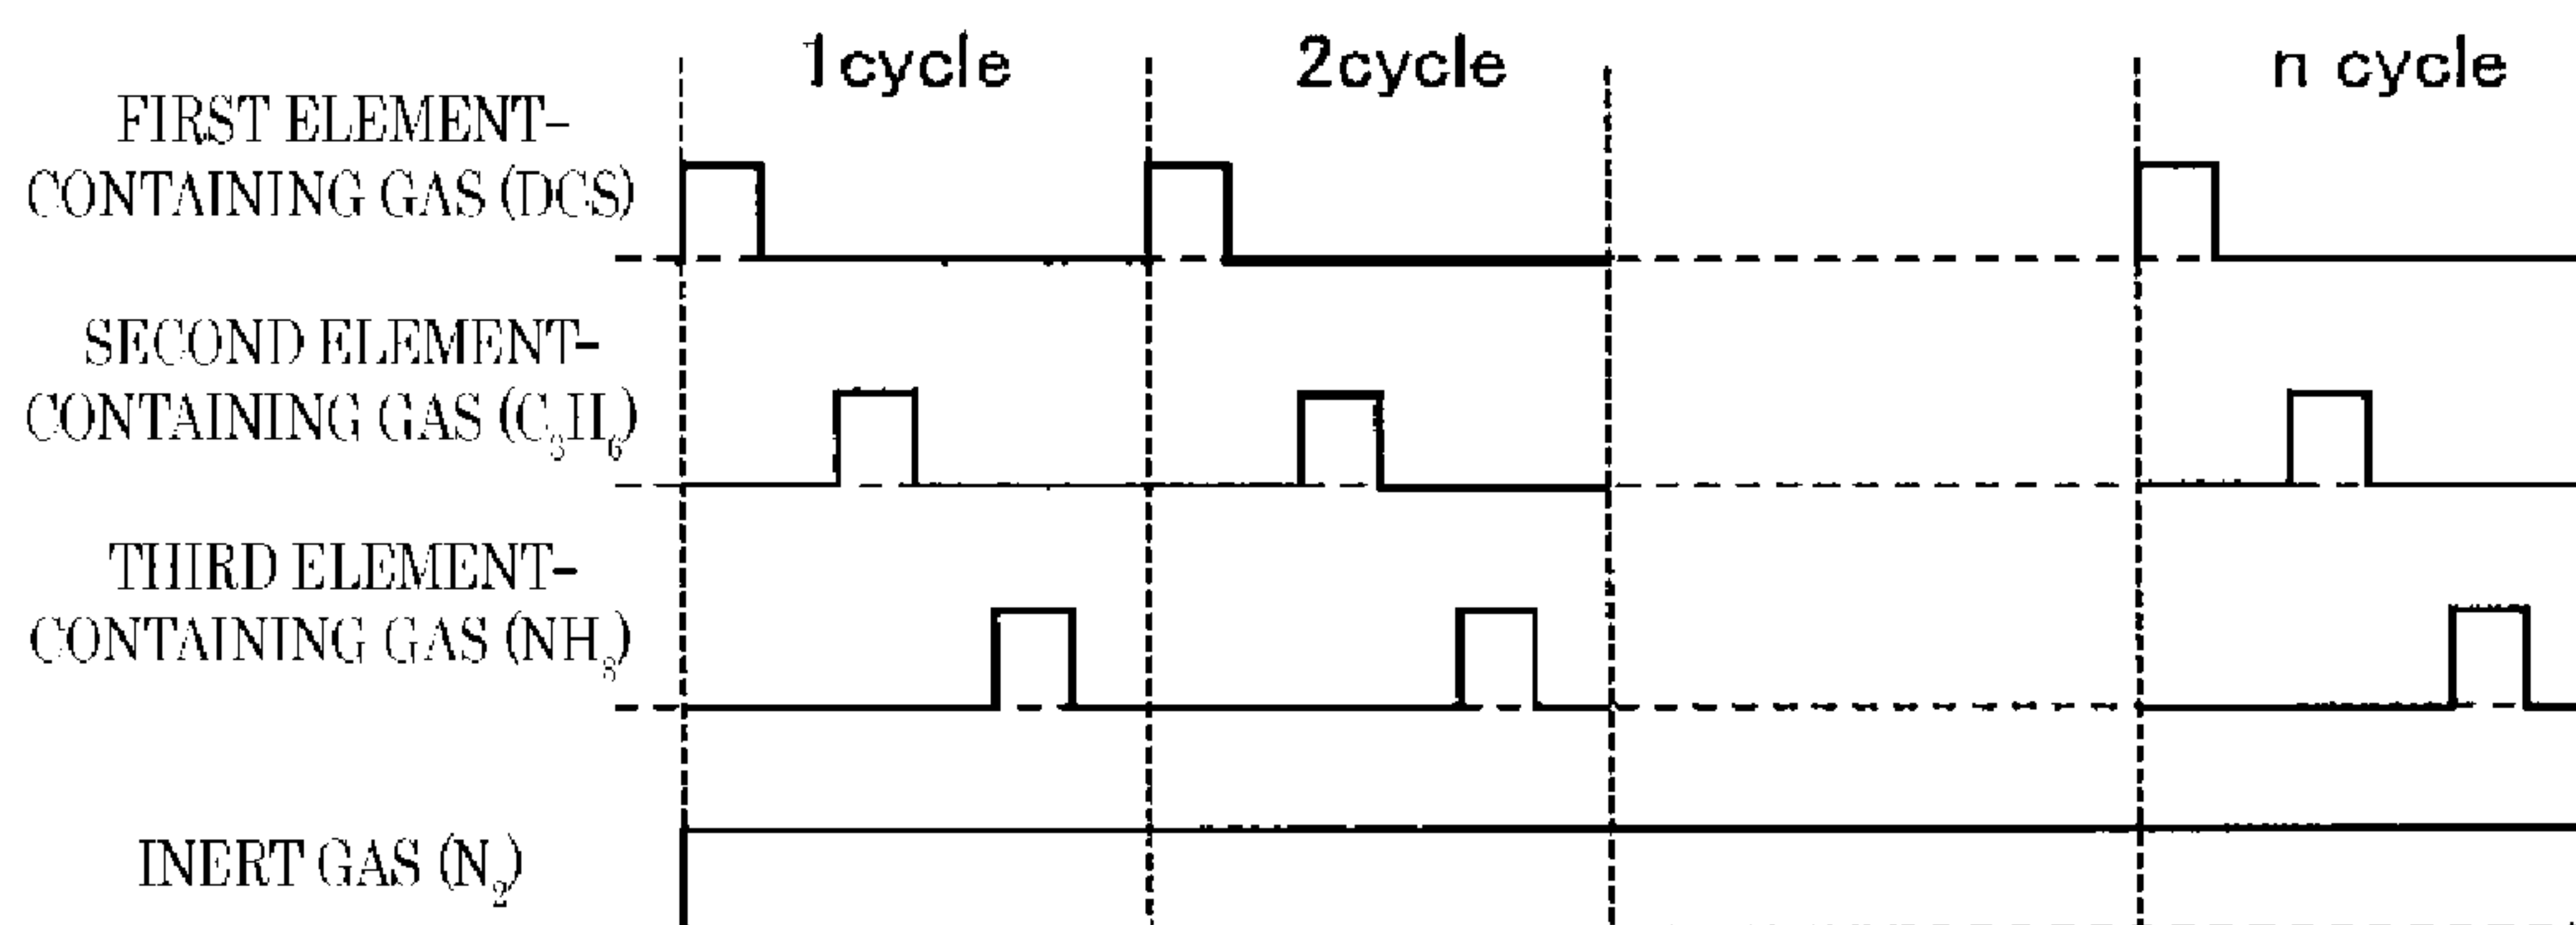 1cycle 2cycle n cycle
FIRST ELEMENT-
CONTAINING GAS (DCS)
SECOND ELEMENT-
CONTAINING GAS (C₃H₆)
THIRD ELEMENT-
CONTAINING GAS (NH₃)
INERT GAS (N₂)